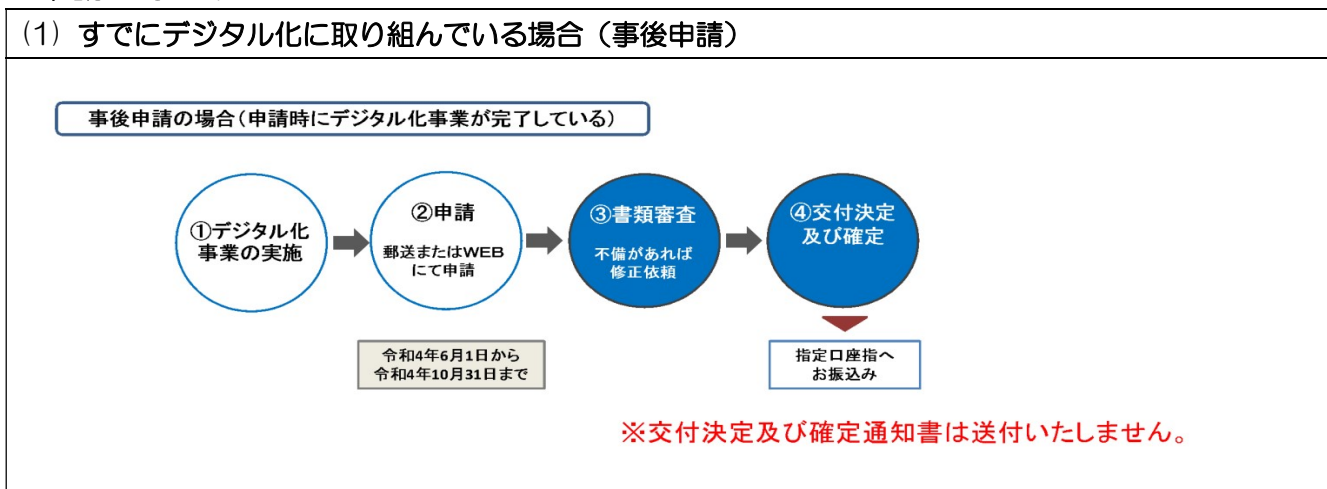 (1) すでにデジタル化に取り組んでいる場合（事後申請）
事後申請の場合（申請時にデジタル化事業が完了している）
①デジタル化
事業の実施
②申請
郵送またはWEB
にて申請
③書類審査
不備があれば
修正依頼
④交付決定
及び確定
令和4年6月1日から
令和4年10月31日まで
指定口座指へ
お振込み
※交付決定及び確定通知書は送付いたしません。